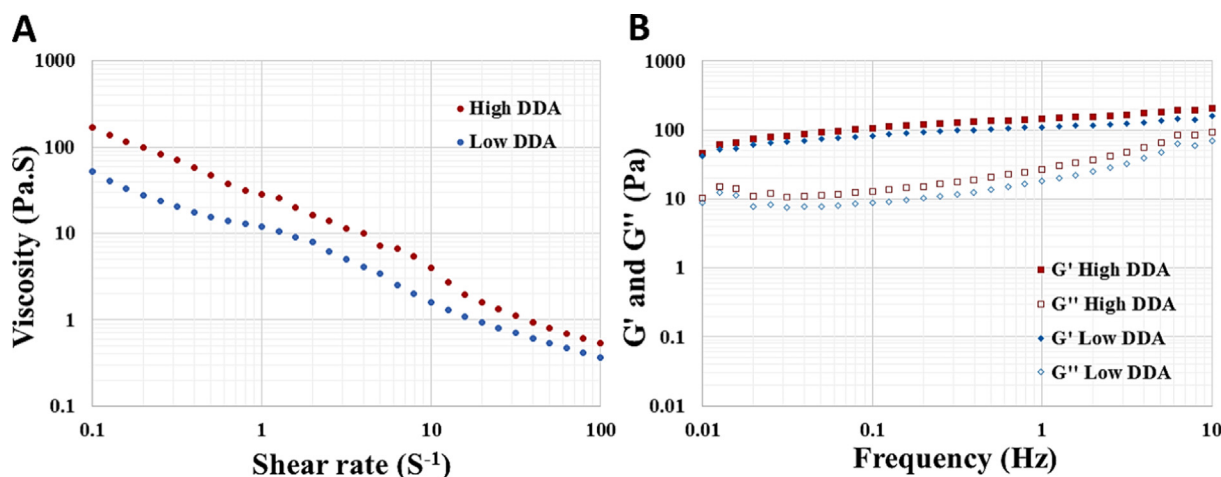 A
Viscosity (Pa.S)
1000
100
10
1
0.1
0.1
1
10
100
Shear rate (S⁻¹)
High DDA
Low DDA
B
G' and G'' (Pa)
1000
100
10
1
0.1
0.01
0.01
0.1
1
10
Frequency (Hz)
G' High DDA
G'' High DDA
G' Low DDA
G'' Low DDA